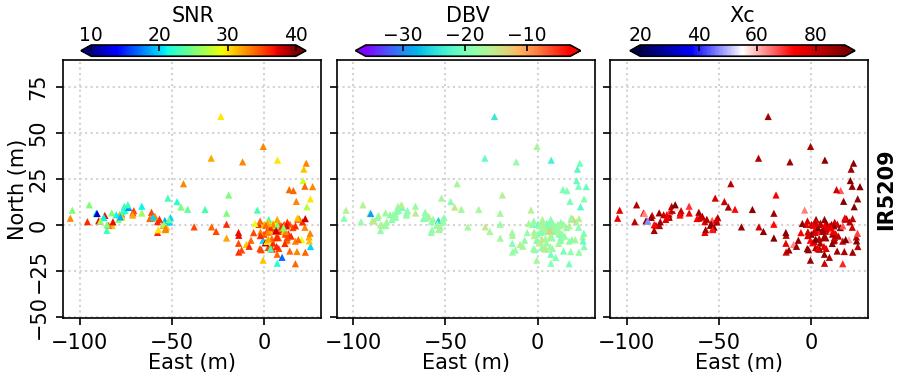 SNR DBV Xc
10 20 30 40 −30 −20 −10 20 40 60 80
75
50
25
0
−25
−50
North (m)
−100 −50 0 −100 −50 0 −100 −50 0
East (m) East (m) East (m)
IR5209